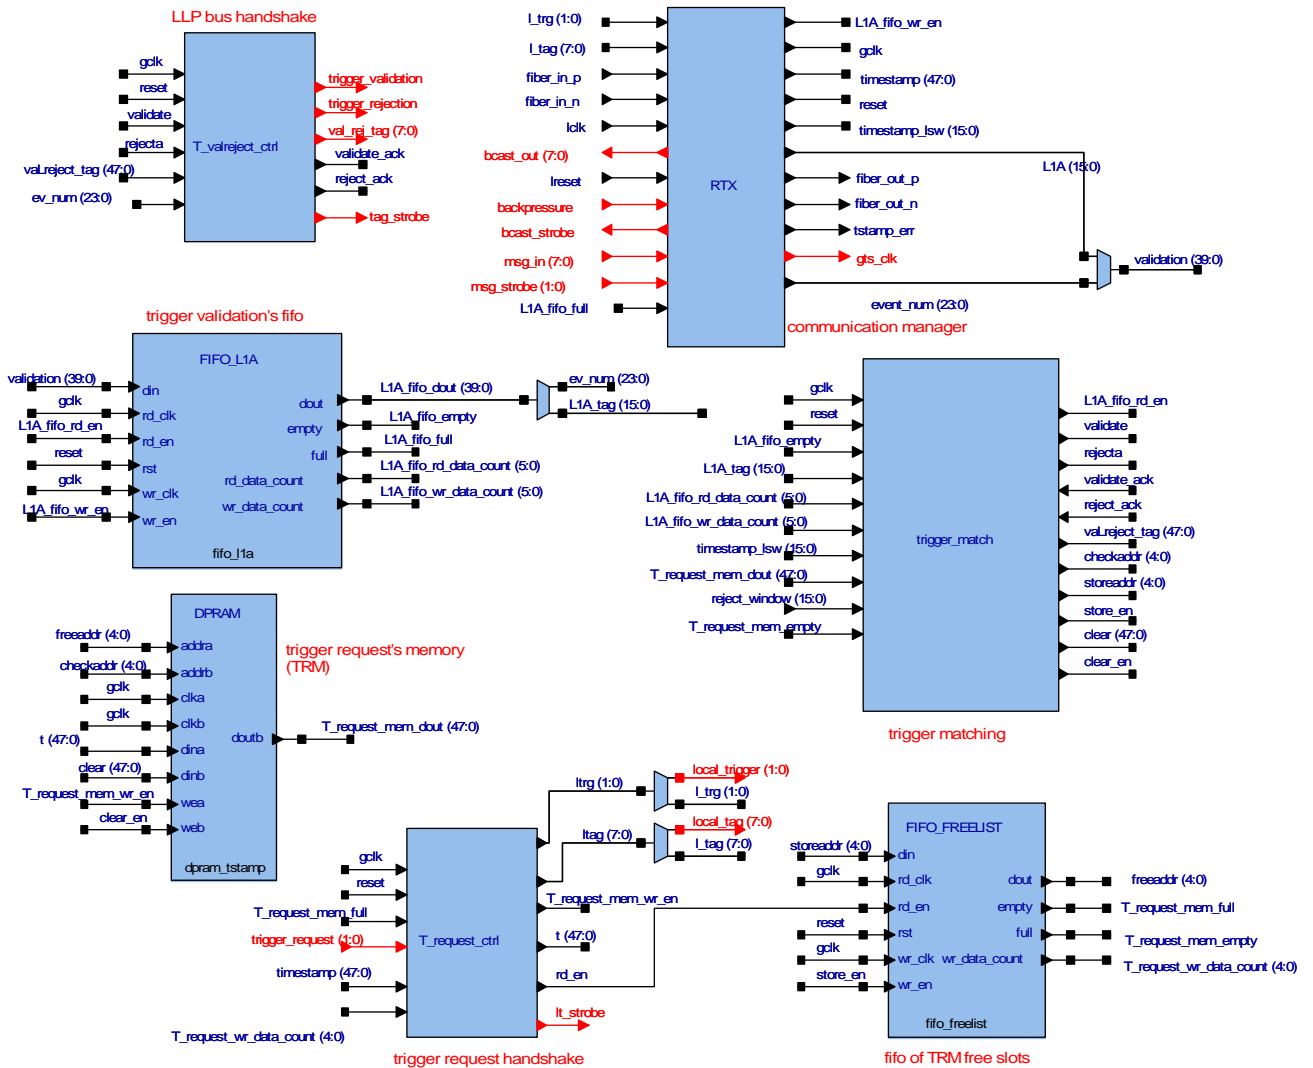 LLP bus handshake
gclk
reset
validate
rejecta
val_reject_tag (47:0)
ev_num (23:0)
T_valreject_ctrl
trigger_validation
trigger_rejection
val_rej_tag (7:0)
validate_ack
reject_ack
tag_strobe
l_trg (1:0)
l_tag (7:0)
fiber_in_p
fiber_in_n
lclk
bcast_out (7:0)
lreset
backpressure
bcast_strobe
msg_in (7:0)
msg_strobe (1:0)
L1A_fifo_full
RTX
L1A_fifo_wr_en
gclk
timestamp (47:0)
reset
timestamp_lsw (15:0)
L1A (15:0)
fiber_out_p
fiber_out_n
tstamp_err
gts_clk
event_num (23:0)
validation (39:0)
communication manager
trigger validation's fifo
FIFO_L1A
validation (39:0)
gclk
L1A_fifo_rd_en
reset
gclk
L1A_fifo_wr_en
din
rd_clk
rd_en
rst
wr_clk
wr_en
dout
empty
full
rd_data_count
wr_data_count
fifo_l1a
L1A_fifo_dout (39:0)
L1A_fifo_empty
L1A_fifo_full
L1A_fifo_rd_data_count (5:0)
L1A_fifo_wr_data_count (5:0)
ev_num (23:0)
L1A_tag (15:0)
gclk
reset
L1A_fifo_empty
L1A_tag (15:0)
L1A_fifo_rd_data_count (5:0)
L1A_fifo_wr_data_count (5:0)
timestamp_lsw (15:0)
T_request_mem_dout (47:0)
reject_window (15:0)
T_request_mem_empty
trigger_match
L1A_fifo_rd_en
validate
rejecta
validate_ack
reject_ack
val_reject_tag (47:0)
checkaddr (4:0)
storeaddr (4:0)
store_en
clear (47:0)
clear_en
trigger matching
DPRAM
freeaddr (4:0)
checkaddr (4:0)
gclk
gclk
t (47:0)
clear (47:0)
T_request_mem_wr_en
clear_en
addra
addrb
clka
clkb
dina
dinb
wea
web
doutb
dpram_tstamp
trigger request's memory
(TRM)
T_request_mem_dout (47:0)
gclk
reset
T_request_mem_full
trigger_request (1:0)
timestamp (47:0)
T_request_wr_data_count (4:0)
T_request_ctrl
ltrg (1:0)
ltag (7:0)
T_request_mem_wr_en
t (47:0)
rd_en
lt_strobe
local_trigger (1:0)
l_trg (1:0)
local_tag (7:0)
l_tag (7:0)
trigger request handshake
FIFO_FREELIST
storeaddr (4:0)
gclk
reset
gclk
store_en
din
rd_clk
rd_en
rst
wr_clk
wr_en
dout
empty
full
wr_data_count
fifo_freelist
freeaddr (4:0)
T_request_mem_full
T_request_mem_empty
T_request_wr_data_count (4:0)
fifo of TRM free slots